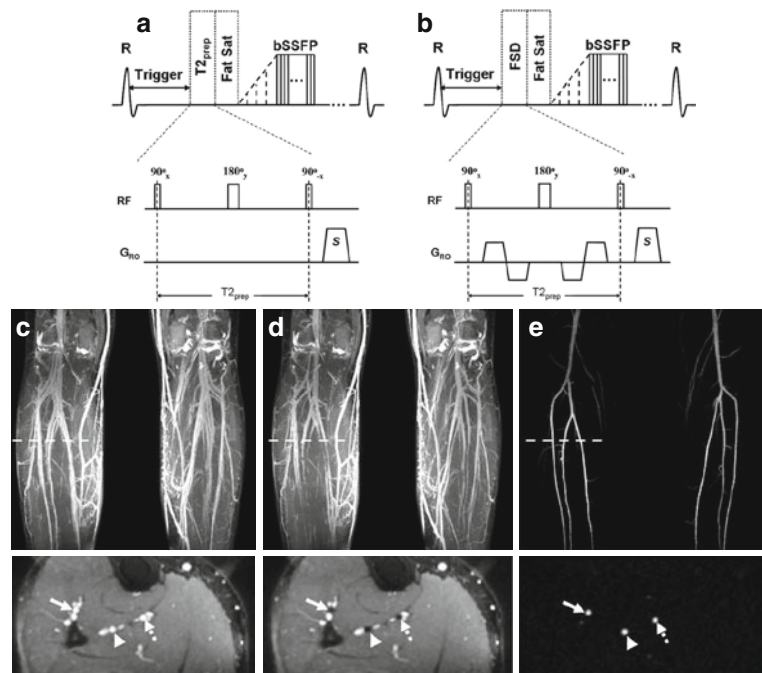 a
R
Trigger
T2prep
Fat Sat
bSSFP
...
R
90°x
180°y
90°-x
RF
GRO
S
T2prep
b
R
Trigger
FSD
Fat Sat
bSSFP
...
R
90°x
180°y
90°-x
RF
GRO
S
T2prep
c
d
e